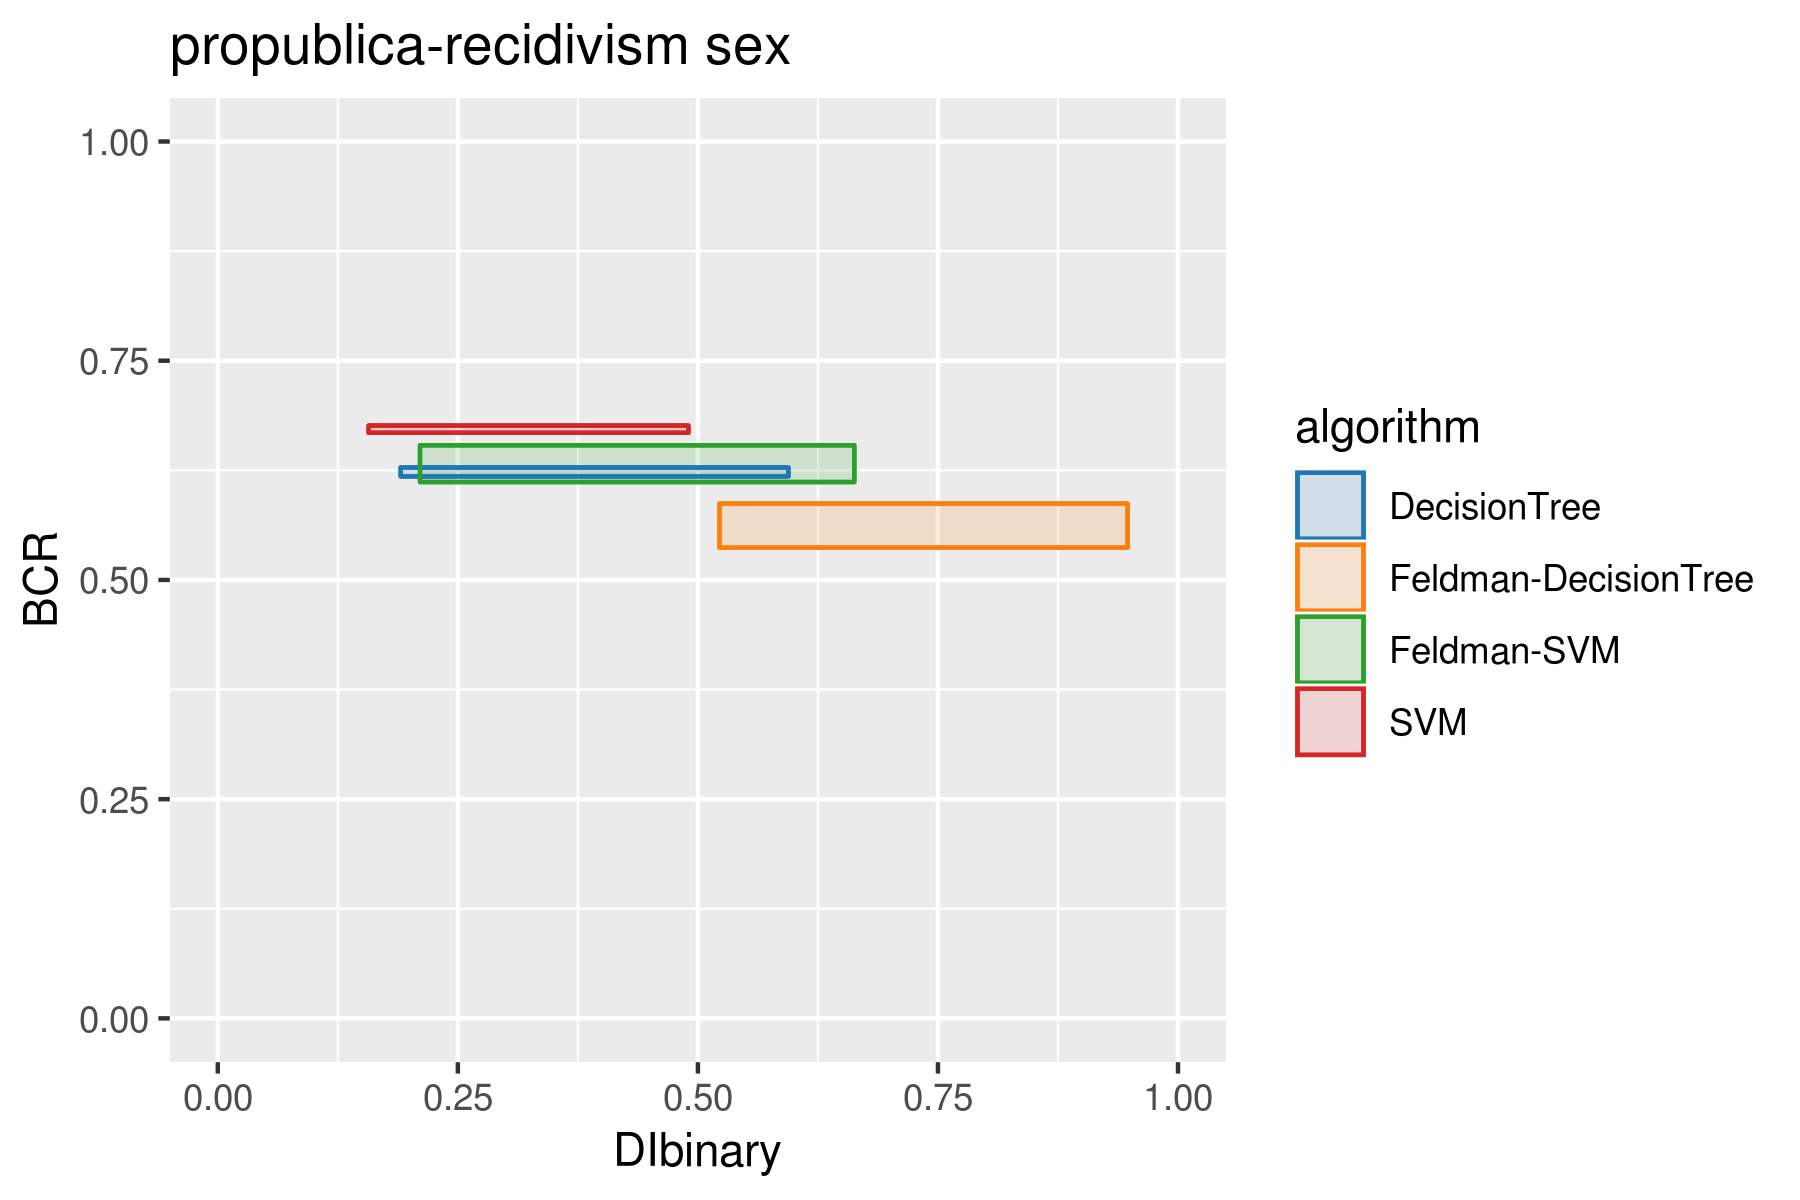 propublica-recidivism sex
1.00
0.75
0.50
0.25
0.00
BCR
0.00 0.25 0.50 0.75 1.00
DIbinary
algorithm
DecisionTree
Feldman-DecisionTree
Feldman-SVM
SVM